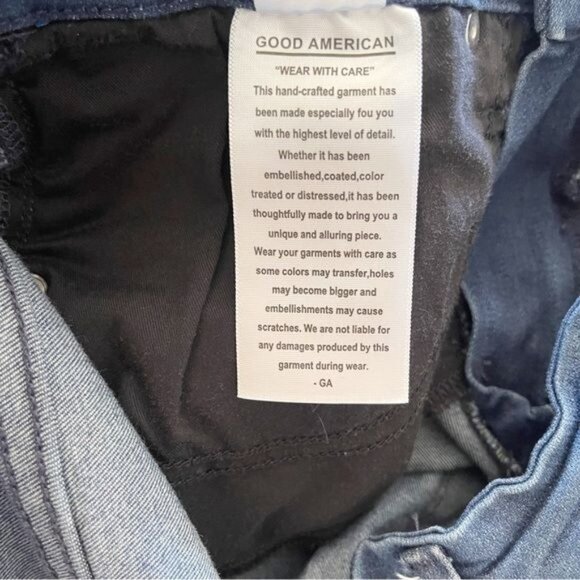 GOOD AMERICAN
"WEAR WITH CARE"
This hand-crafted garment has
been made especially fou you
with the highest level of detail.
Whether it has been
embellished,coated,color
treated or distressed,it has been
thoughtfully made to bring you a
unique and alluring piece.
Wear your garments with care as
some colors may transfer,holes
may become blgger and
embellishments may cause
scratches. We are not liable for
any damages produced by this
garment during wear.
- GA